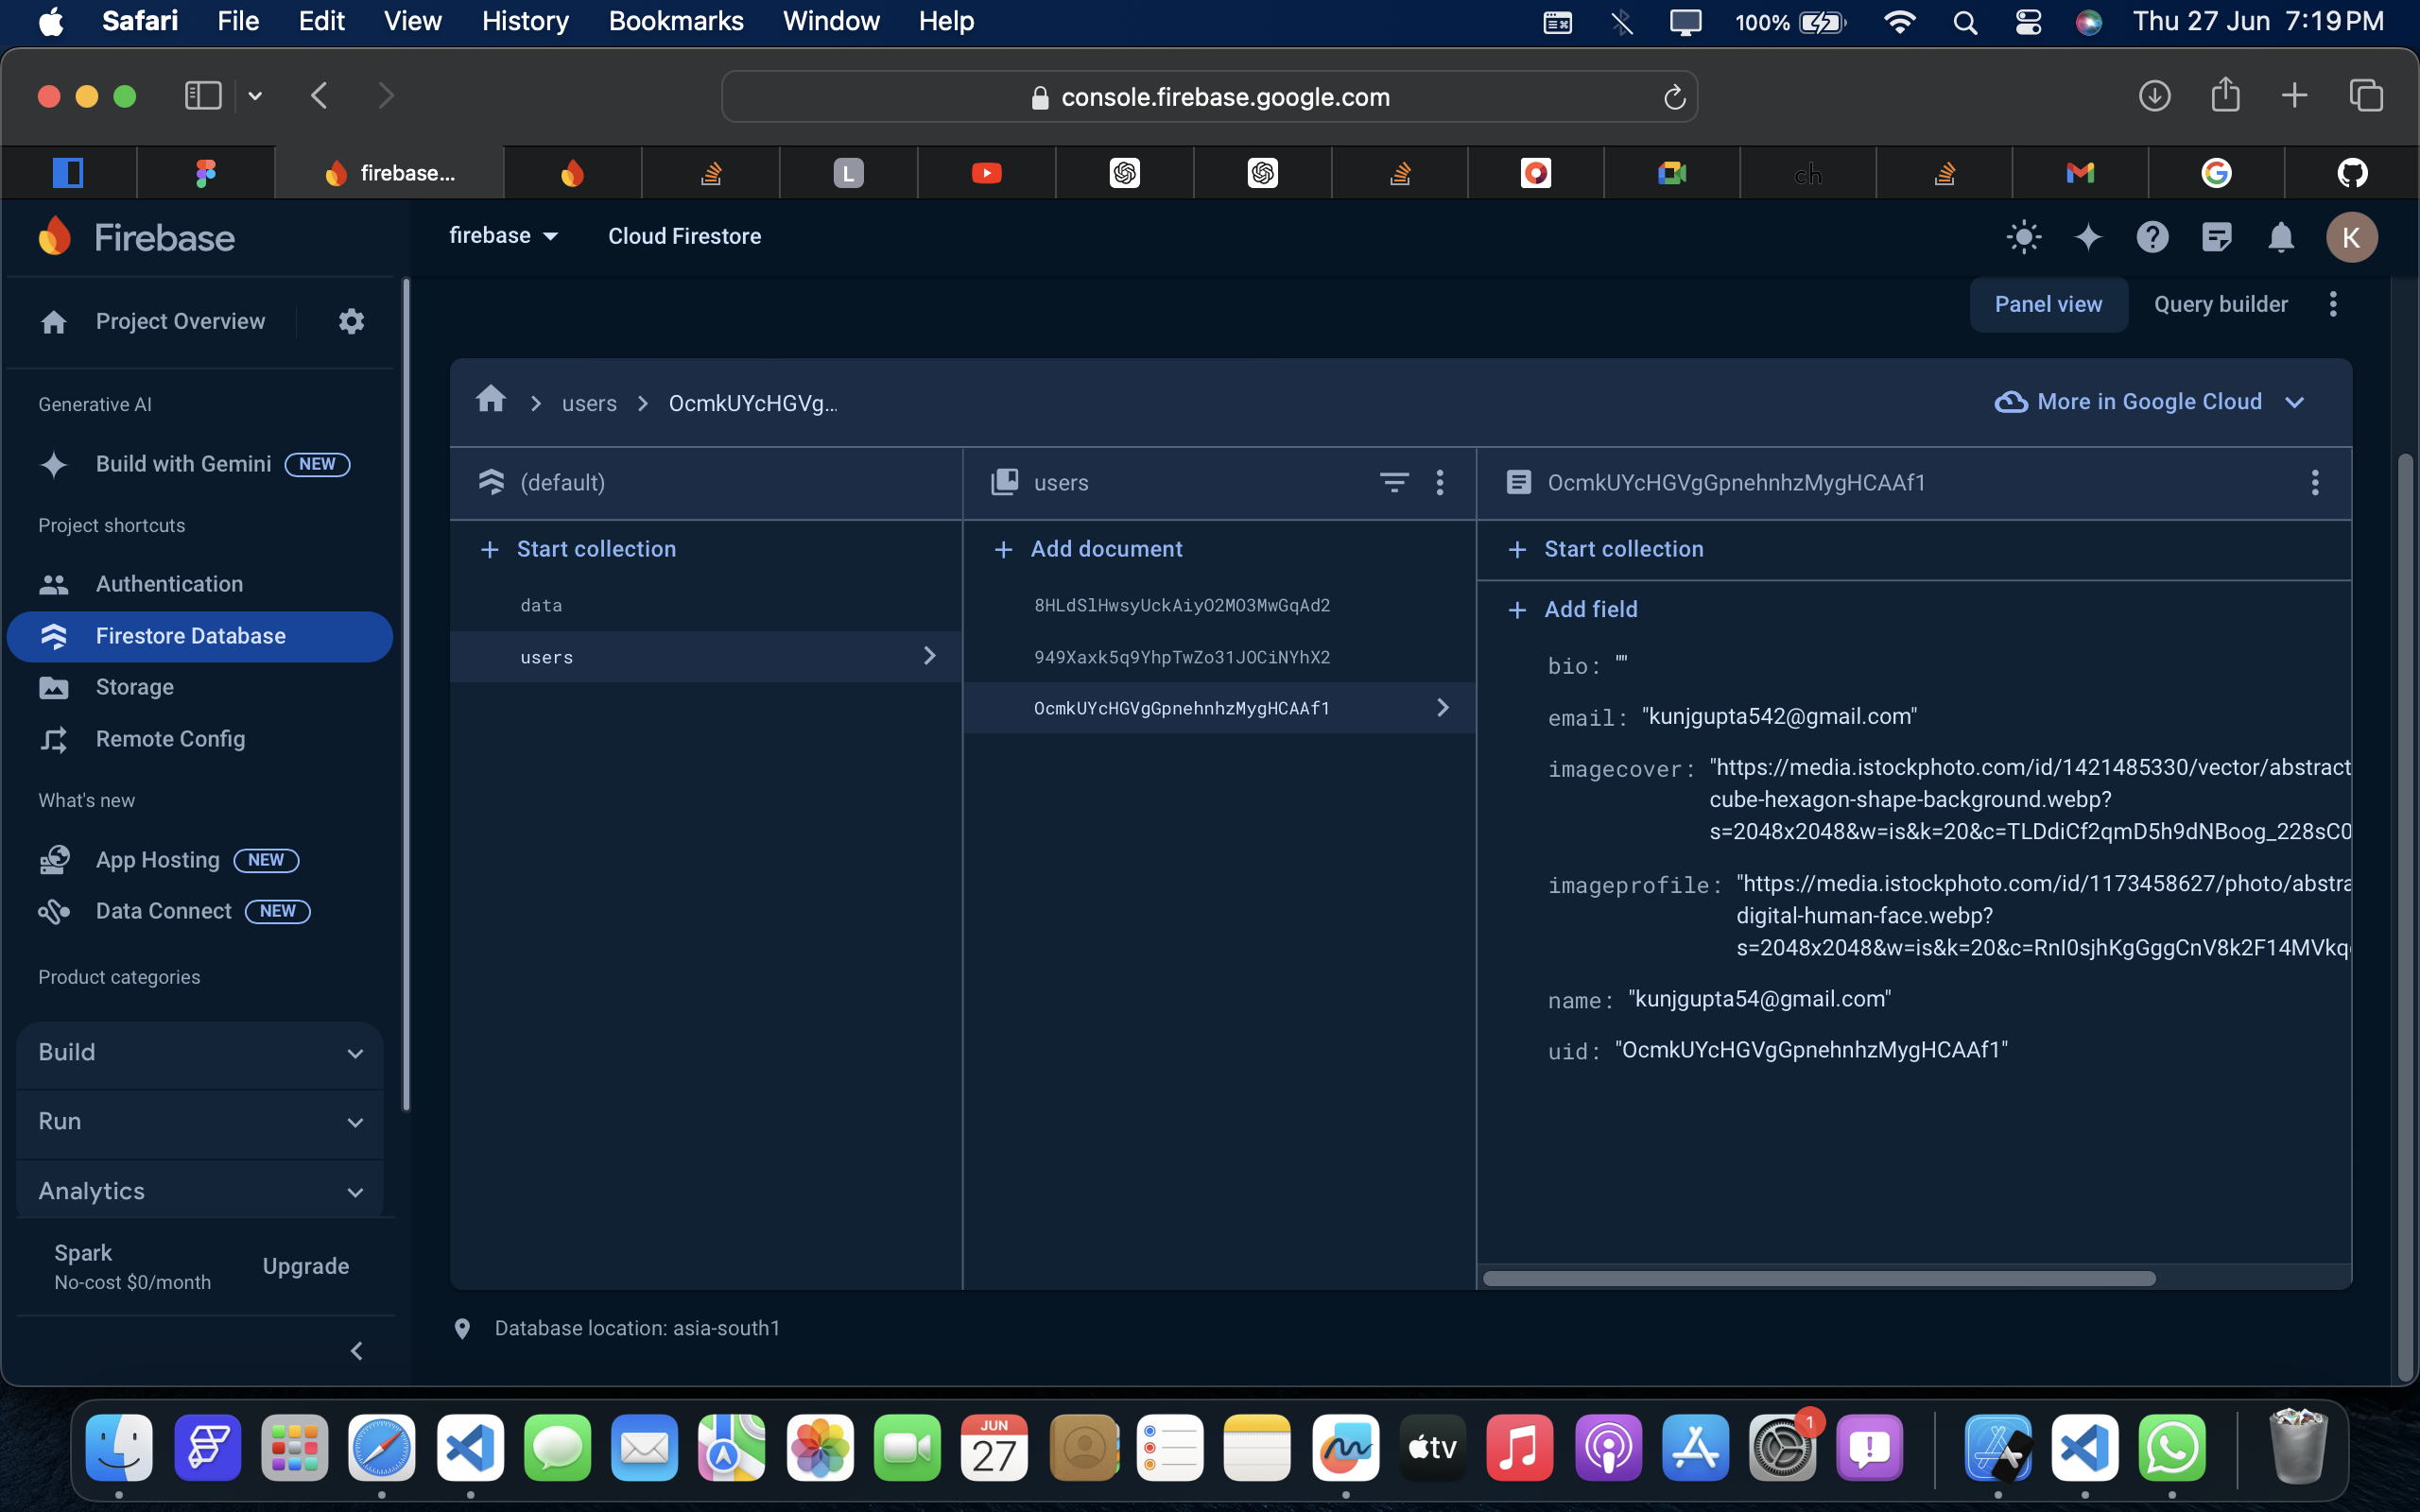 Safari File Edit View History Bookmarks Window Help 100% Thu 27 Jun 7:19 PM
console.firebase.google.com
firebase... L ch
Firebase firebase Cloud Firestore K
Project Overview
Panel view Query builder
Generative AI
Build with Gemini NEW
Project shortcuts
Authentication
Firestore Database
Storage
Remote Config
What's new
App Hosting NEW
Data Connect NEW
Product categories
Build
Run
Analytics
Spark
No-cost $0/month
Upgrade
users OcmkUYcHGVg...
More in Google Cloud
(default)
Start collection
data
users
users
Add document
8HLdSlHwsyUckAiyO2MO3MwGqAd2
949Xaxk5q9YhpTwZo31JOCiNYhX2
OcmkUYcHGVgGpnehnhzMygHCAAf1
OcmkUYcHGVgGpnehnhzMygHCAAf1
Start collection
Add field
bio: ""
email: "kunjgupta542@gmail.com"
imagecover: "https://media.istockphoto.com/id/1421485330/vector/abstract
cube-hexagon-shape-background.webp?
s=2048x2048&w=is&k=20&c=TLDdiCf2qmD5h9dNBoog_228sC0
imageprofile: "https://media.istockphoto.com/id/1173458627/photo/abstra
digital-human-face.webp?
s=2048x2048&w=is&k=20&c=RnI0sjhKgGggCnV8k2F14MVkq
name: "kunjgupta54@gmail.com"
uid: "OcmkUYcHGVgGpnehnhzMygHCAAf1"
Database location: asia-south1
JUN
27
tv
1